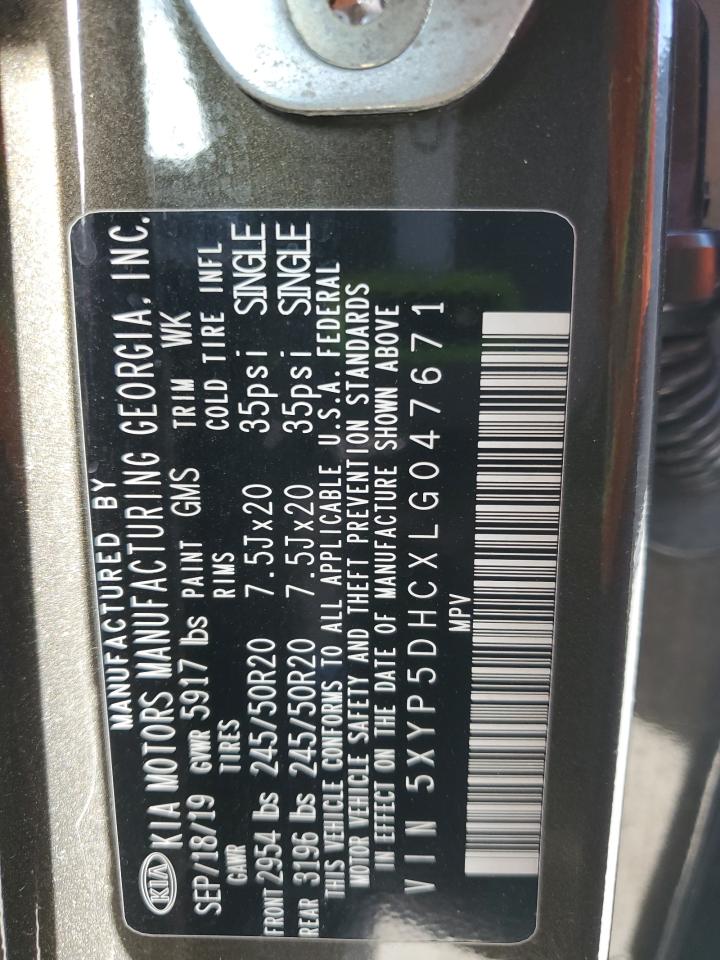 MANUFACTURED BY
KIA KIA MOTORS MANUFACTURING GEORGIA, INC.
SEP/18/19 GVWR 5917 lbs PAINT GMS TRIM WK
GAWR TIRES RIMS COLD TIRE INFL
FRONT 2954 lbs 245/50R20 7.5Jx20 35psi SINGLE
REAR 3196 lbs 245/50R20 7.5Jx20 35psi SINGLE
THIS VEHICLE CONFORMS TO ALL APPLICABLE U.S.A. FEDERAL
MOTOR VEHICLE SAFETY AND THEFT PREVENTION STANDARDS
IN EFFECT ON THE DATE OF MANUFACTURE SHOWN ABOVE
VIN 5XYP5DHCXLG047671
MPV